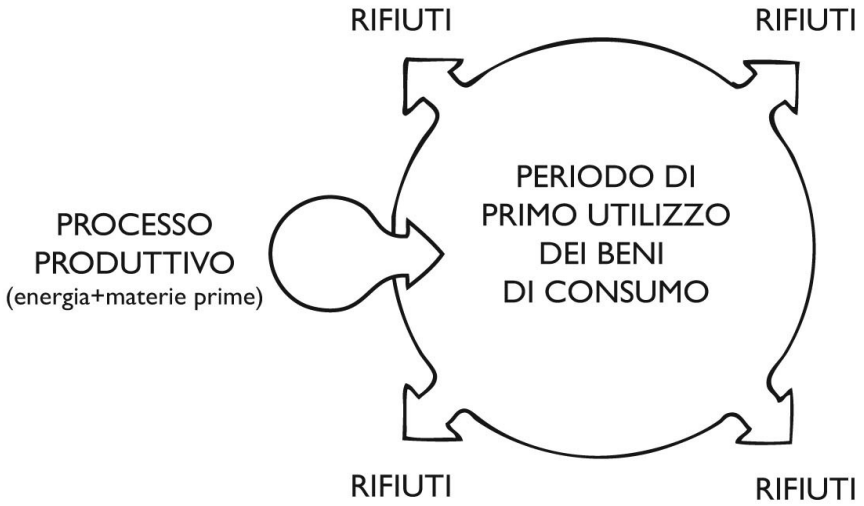 RIFIUTI
RIFIUTI
PROCESSO
PRODUTTIVO
(energia+materie prime)
PERIODO DI
PRIMO UTILIZZO
DEI BENI
DI CONSUMO
RIFIUTI
RIFIUTI